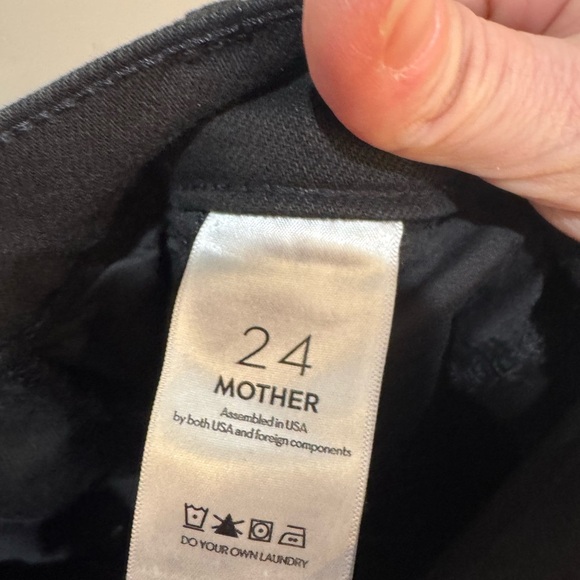 24
MOTHER
Assembled in USA
by both USA and foreign components
DO YOUR OWN LAUNDRY